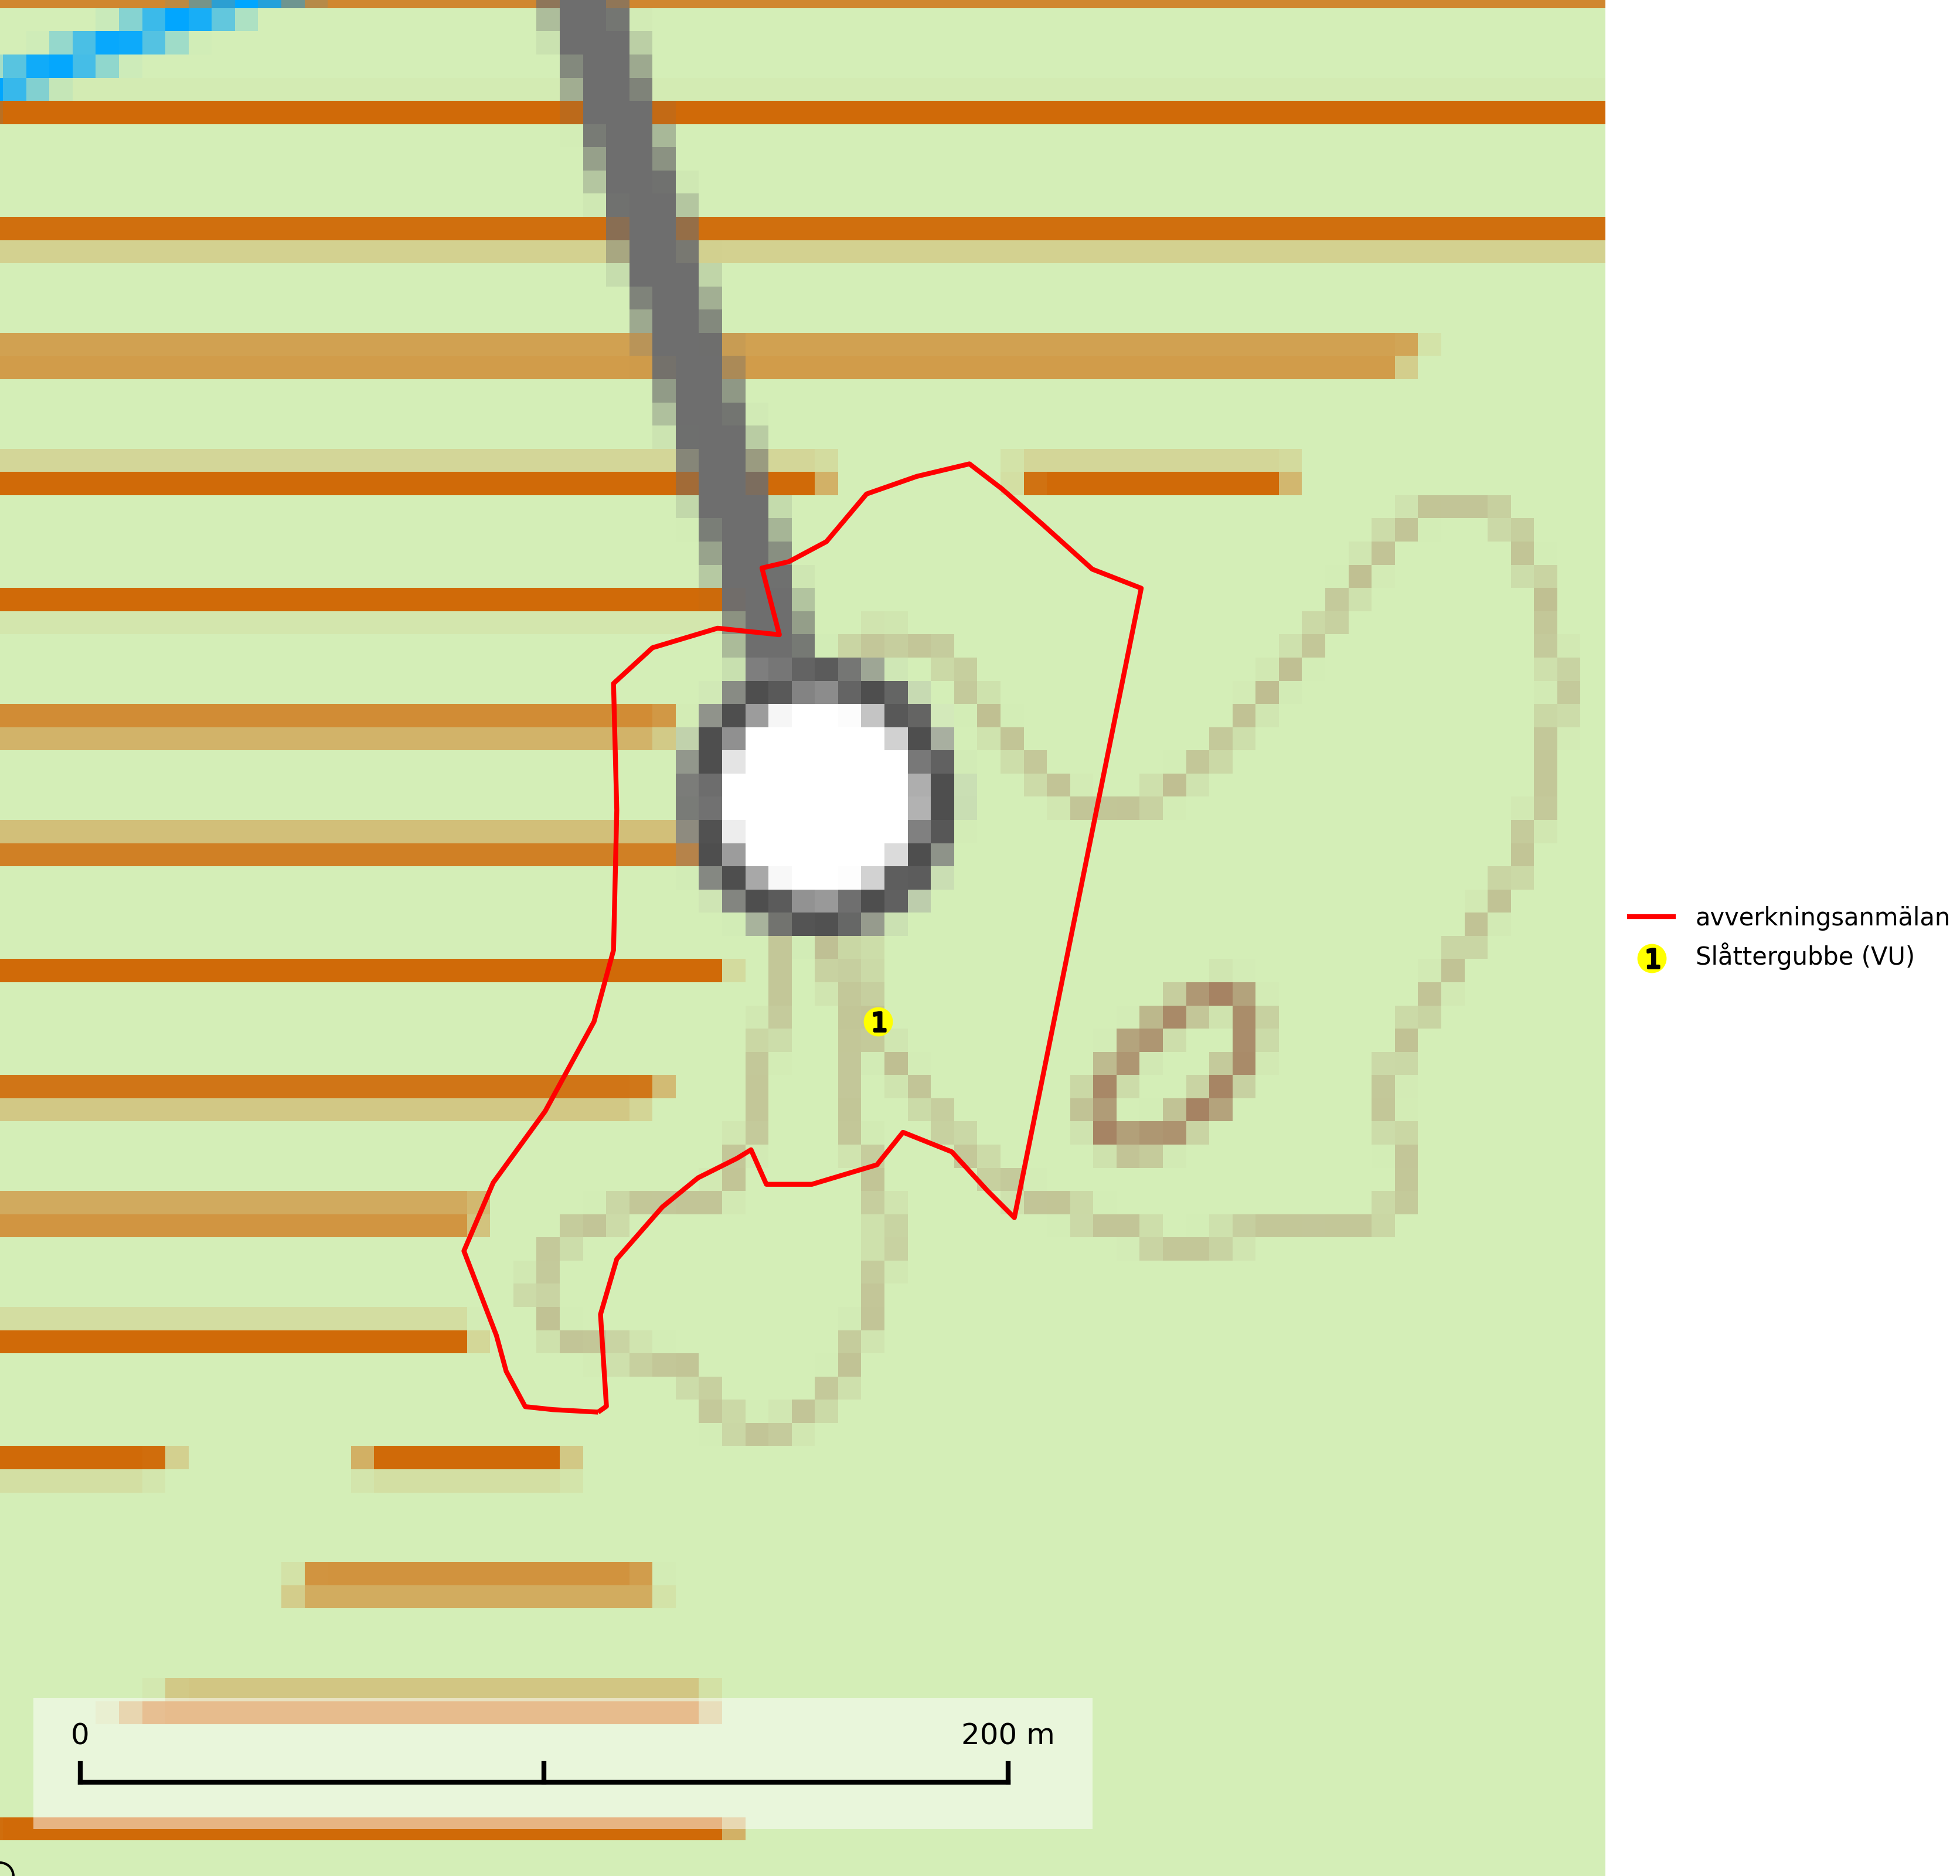 1
avverkningsanmälan
1 Slåttergubbe (VU)
0 200 m